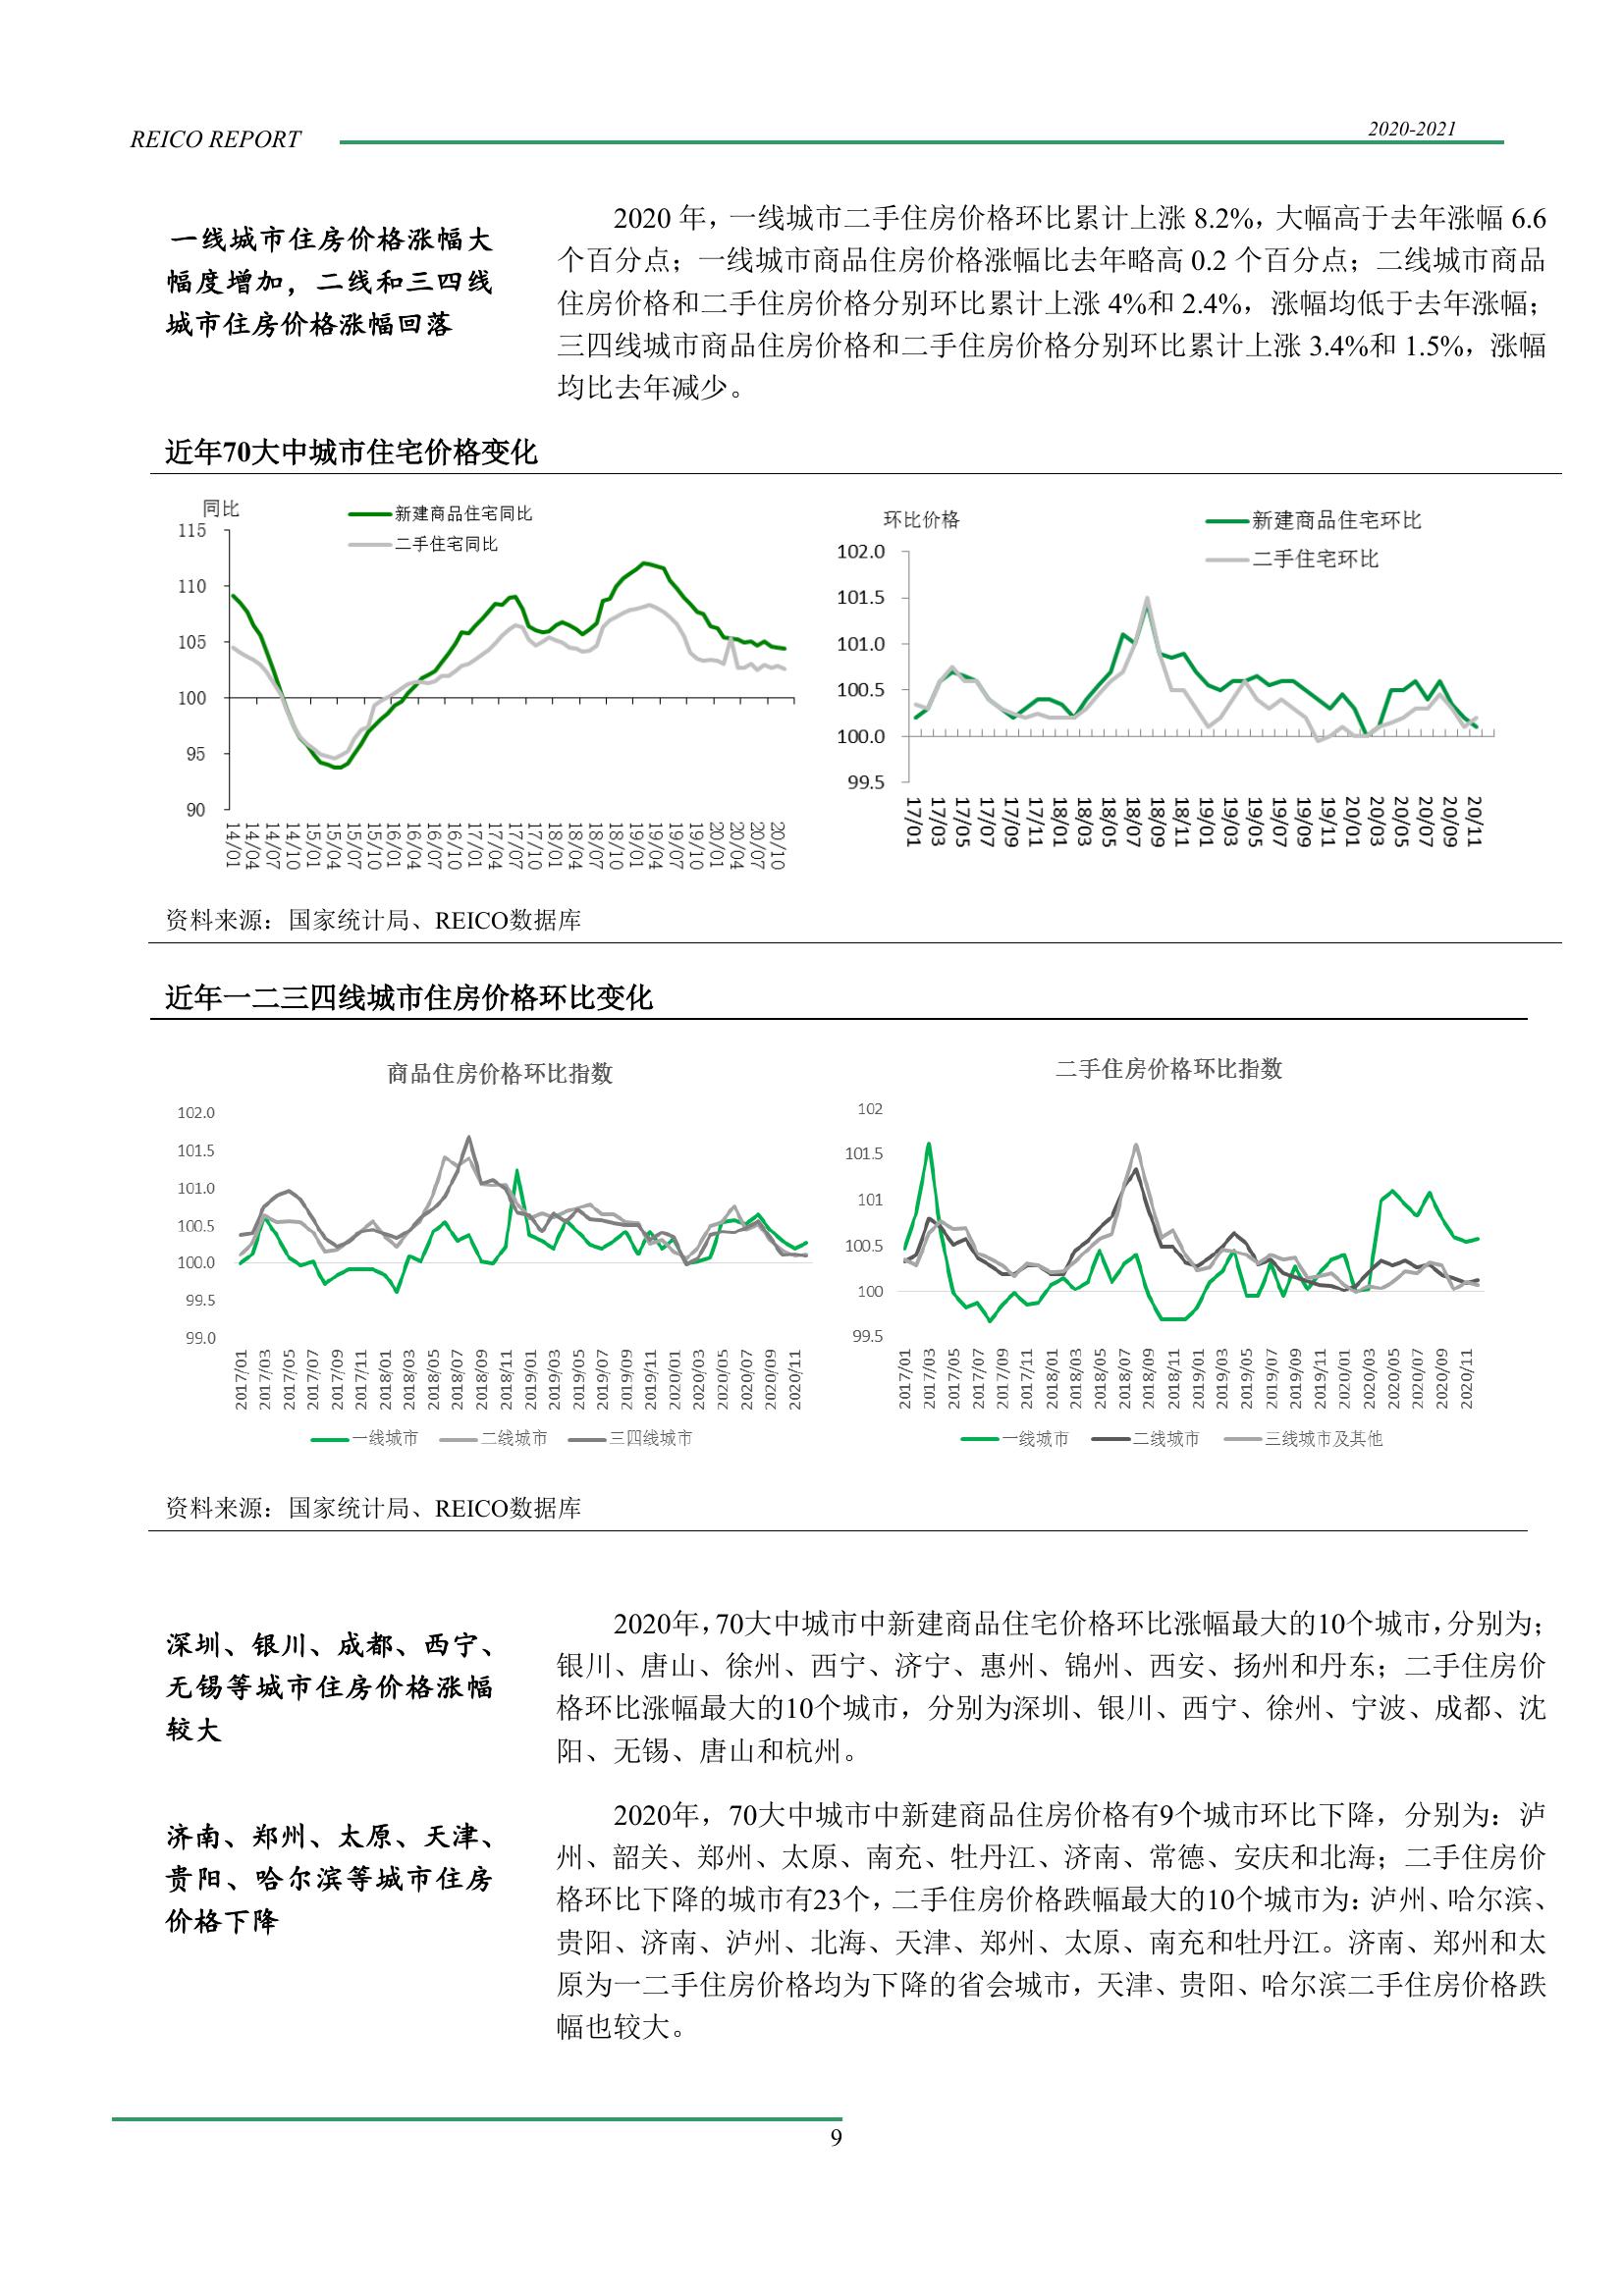 REICO REPORT
2020-2021
一线城市住房价格涨幅大
幅度增加，二线和三四线
城市住房价格涨幅回落
2020 年，一线城市二手住房价格环比累计上涨 8.2%，大幅高于去年涨幅 6.6
个百分点；一线城市商品住房价格涨幅比去年略高 0.2 个百分点；二线城市商品
住房价格和二手住房价格分别环比累计上涨 4%和 2.4%，涨幅均低于去年涨幅；
三四线城市商品住房价格和二手住房价格分别环比累计上涨 3.4%和 1.5%，涨幅
均比去年减少。
近年70大中城市住宅价格变化
同比
新建商品住宅同比
二手住宅同比
115
110
105
100
95
90
14/01
14/04
14/07
14/10
15/01
15/04
15/07
15/10
16/01
16/04
16/07
16/10
17/01
17/04
17/07
17/10
18/01
18/04
18/07
18/10
19/01
19/04
19/07
19/10
20/01
20/04
20/07
20/10
环比价格
新建商品住宅环比
二手住宅环比
102.0
101.5
101.0
100.5
100.0
99.5
17/01
17/03
17/05
17/07
17/09
17/11
18/01
18/03
18/05
18/07
18/09
18/11
19/01
19/03
19/05
19/07
19/09
19/11
20/01
20/03
20/05
20/07
20/09
20/11
资料来源：国家统计局、REICO数据库
近年一二三四线城市住房价格环比变化
商品住房价格环比指数
102.0
101.5
101.0
100.5
100.0
99.5
99.0
2017/01
2017/03
2017/05
2017/07
2017/09
2017/11
2018/01
2018/03
2018/05
2018/07
2018/09
2018/11
2019/01
2019/03
2019/05
2019/07
2019/09
2019/11
2020/01
2020/03
2020/05
2020/07
2020/09
2020/11
一线城市
二线城市
三四线城市
二手住房价格环比指数
102
101.5
101
100.5
100
99.5
2017/01
2017/03
2017/05
2017/07
2017/09
2017/11
2018/01
2018/03
2018/05
2018/07
2018/09
2018/11
2019/01
2019/03
2019/05
2019/07
2019/09
2019/11
2020/01
2020/03
2020/05
2020/07
2020/09
2020/11
一线城市
二线城市
三线城市及其他
资料来源：国家统计局、REICO数据库
深圳、银川、成都、西宁、
无锡等城市住房价格涨幅
较大
2020年，70大中城市中新建商品住宅价格环比涨幅最大的10个城市，分别为；
银川、唐山、徐州、西宁、济宁、惠州、锦州、西安、扬州和丹东；二手住房价
格环比涨幅最大的10个城市，分别为深圳、银川、西宁、徐州、宁波、成都、沈
阳、无锡、唐山和杭州。
济南、郑州、太原、天津、
贵阳、哈尔滨等城市住房
价格下降
2020年，70大中城市中新建商品住房价格有9个城市环比下降，分别为：泸
州、韶关、郑州、太原、南充、牡丹江、济南、常德、安庆和北海；二手住房价
格环比下降的城市有23个，二手住房价格跌幅最大的10个城市为：泸州、哈尔滨、
贵阳、济南、泸州、北海、天津、郑州、太原、南充和牡丹江。济南、郑州和太
原为一二手住房价格均为下降的省会城市，天津、贵阳、哈尔滨二手住房价格跌
幅也较大。
9